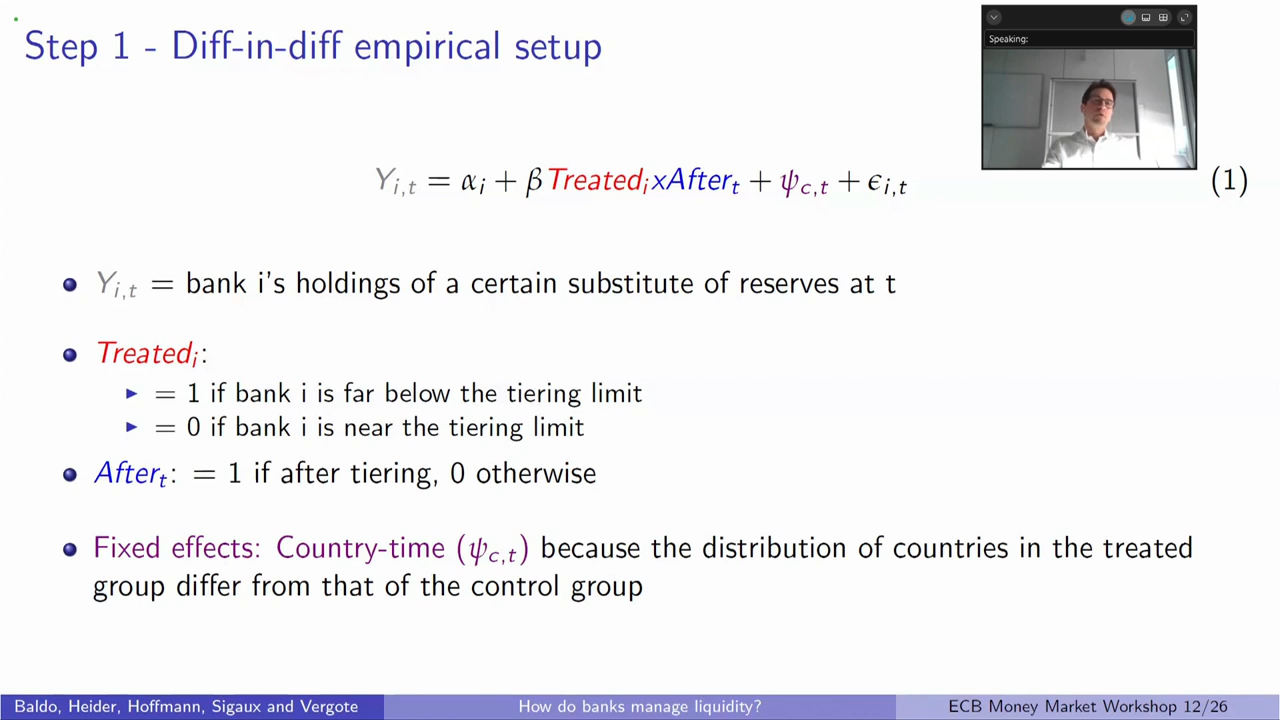 Step 1 - Diff-in-diff empirical setup
Speaking:
Y_{i,t} = α_i + βTreated_i xAfter_t + ψ_{c,t} + ϵ_{i,t} (1)
Y_{i,t} = bank i's holdings of a certain substitute of reserves at t
Treated_i:
= 1 if bank i is far below the tiering limit
= 0 if bank i is near the tiering limit
After_t: = 1 if after tiering, 0 otherwise
Fixed effects: Country-time (ψ_{c,t}) because the distribution of countries in the treated
group differ from that of the control group
Baldo, Heider, Hoffmann, Sigaux and Vergote How do banks manage liquidity? ECB Money Market Workshop 12/26